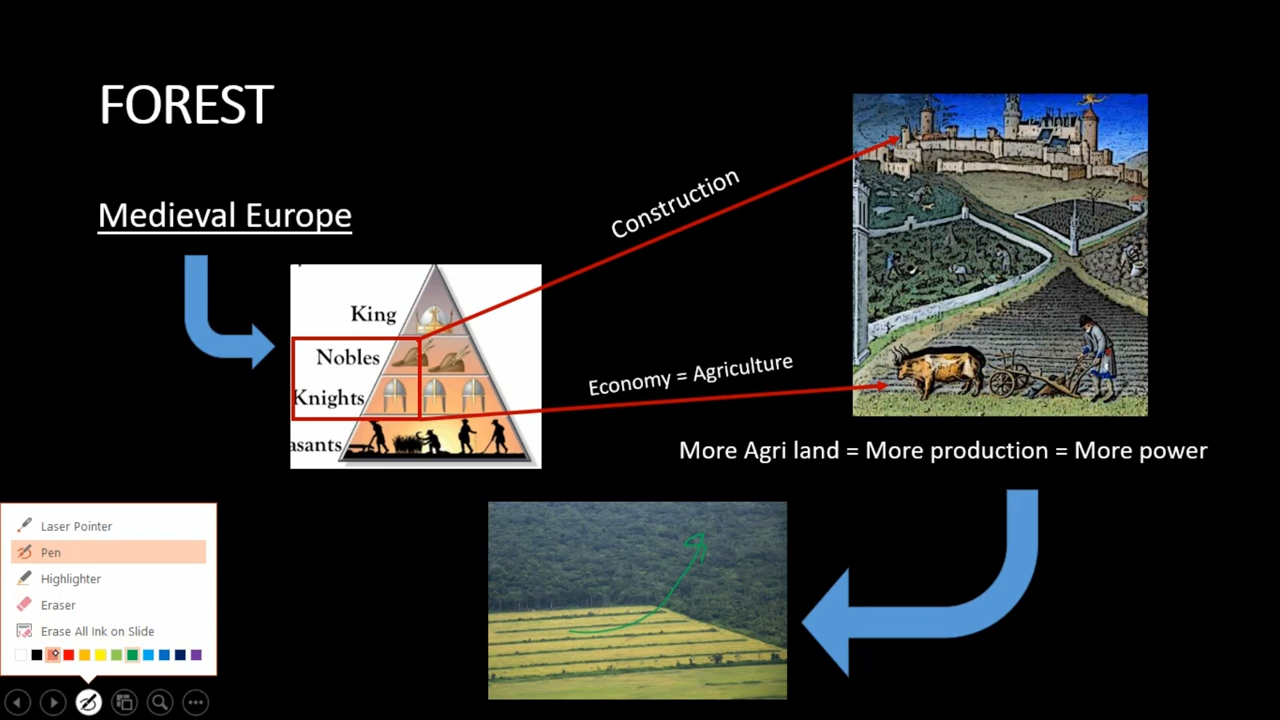 FOREST
Medieval Europe
Construction
King
Nobles
Knights
asants
Economy = Agriculture
More Agri land = More production = More power
Laser Pointer
Pen
Highlighter
Eraser
Erase All Ink on Slide